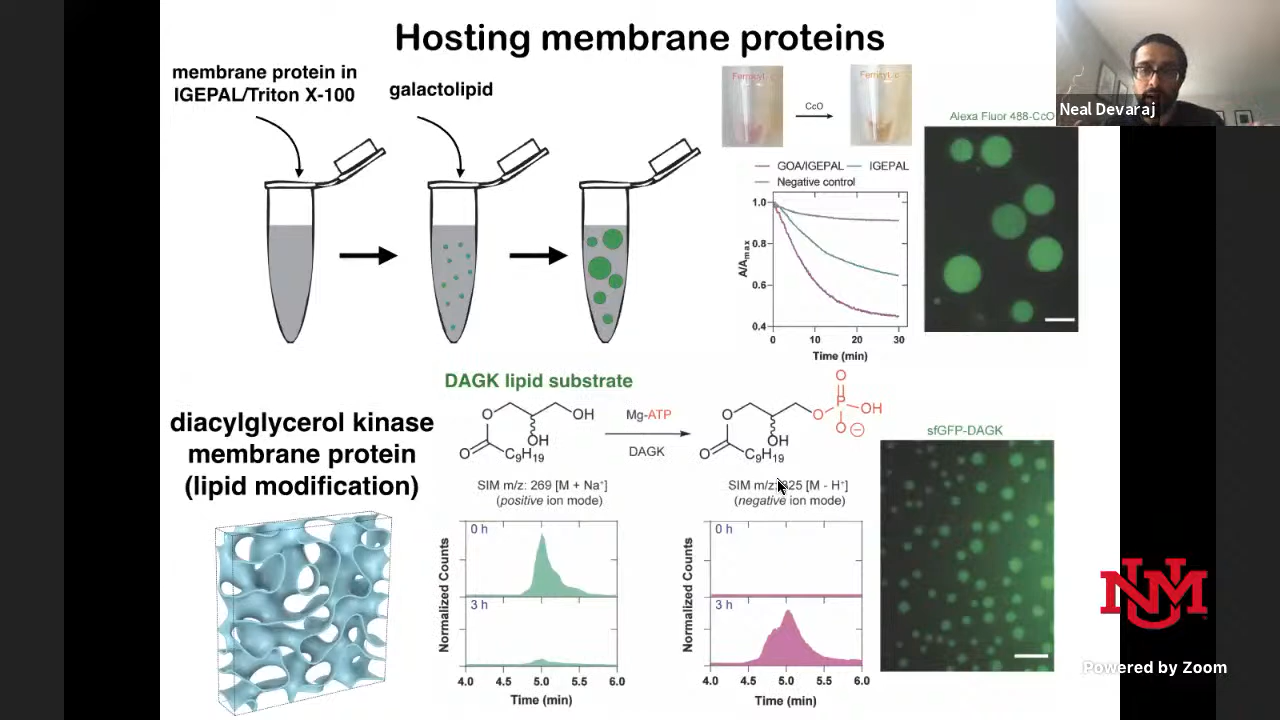 Hosting membrane proteins
membrane protein in
IGEPAL/Triton X-100
galactolipid
CcO
Neal Devaraj
Alexa Fluor 488-CcO
GOA/IGEPAL
IGEPAL
Negative control
1.0
0.8
0.6
0.4
A/Amax
0
10
20
30
Time (min)
DAGK lipid substrate
diacylglycerol kinase
membrane protein
(lipid modification)
O
OH
OH
O
C9H19
Mg-ATP
DAGK
O
O
P
OH
O
O
OH
O
C9H19
SIM m/z: 269 [M + Na+]
(positive ion mode)
SIM m/z: 325 [M - H+]
(negative ion mode)
sfGFP-DAGK
Normalized Counts
0 h
3 h
4.0
4.5
5.0
5.5
6.0
Time (min)
Normalized Counts
0 h
3 h
4.0
4.5
5.0
5.5
6.0
Time (min)
UNM
Powered by Zoom